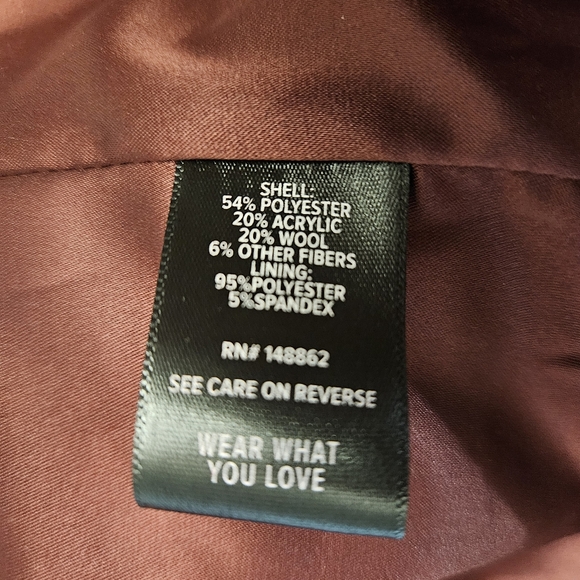 SHELL:
54% POLYESTER
20% ACRYLIC
20% WOOL
6% OTHER FIBERS
LINING:
95%POLYESTER
5%SPANDEX
RN# 148862
SEE CARE ON REVERSE
WEAR WHAT
YOU LOVE